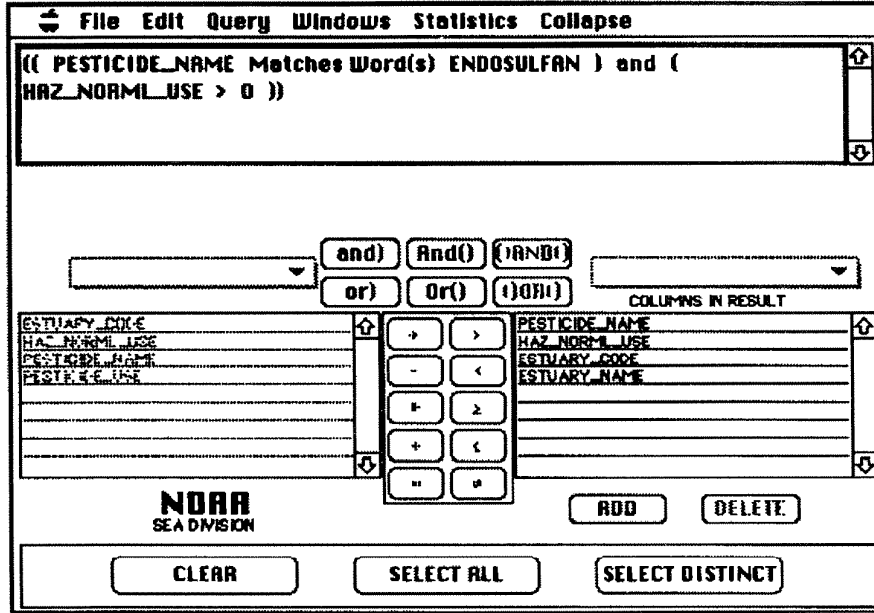 File Edit Query Windows Statistics Collapse
(( PESTICIDE_NAME Matches Word(s) ENDOSULFAN ) and (
HAZ_NORML_USE > 0 ))
and) And() ()AND()
or) Or() ()OR()
COLUMNS IN RESULT
ESTUARY_CODE
HAZ_NORML_USE
PESTICIDE_NAME
PESTICIDE_USE
> < ≥ ≤
+ - =
PESTICIDE_NAME
HAZ_NORML_USE
ESTUARY_CODE
ESTUARY_NAME
NOAA
SEA DIVISION
ADD DELETE
CLEAR SELECT ALL SELECT DISTINCT